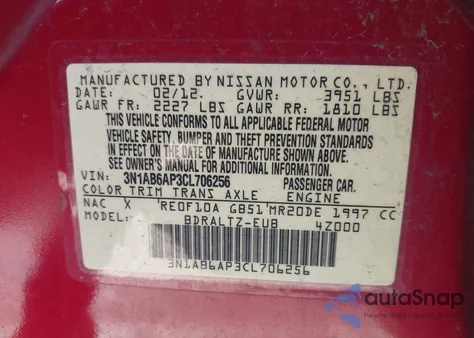 MANUFACTURED BY NISSAN MOTOR CO., LTD.
DATE: 02/12. GVWR: 3951 LBS
GAWR FR: 2227 LBS GAWR RR: 1810 LBS
THIS VEHICLE CONFORMS TO ALL APPLICABLE FEDERAL MOTOR
VEHICLE SAFETY, BUMPER AND THEFT PREVENTION STANDARDS
IN EFFECT ON THE DATE OF MANUFACTURE SHOWN ABOVE.
SEE OWNER'S MANUAL FOR ADDITIONAL INFORMATION.
VIN: 3N1AB6AP3CL706256 PASSENGER CAR.
COLOR TRIM TRANS AXLE ENGINE
NAC X 'RE0F10A GB51'MR20DE 1997 CC
MODEL: BDRALTZ-EUB 4Z000
3N1AB6AP3CL706256
autaSnap